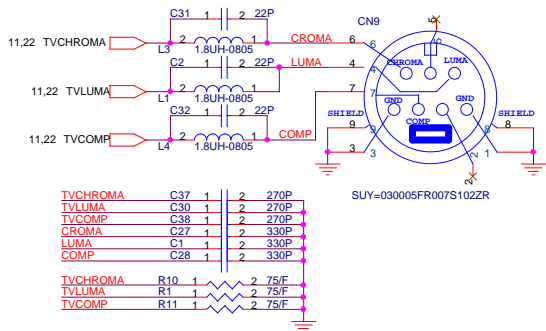 C31
1 2 22P
CN9
5
11,22 TVCHROMA
2 1
L3 1.8UH-0805
CROMA 6 6
5
CHROMA LUMA
C2
1 2 22P
LUMA 4 4
11,22 TVLUMA
2 1
L1 1.8UH-0805
7 7
C32
1 2 22P
GND GND
11,22 TVCOMP
2 1
L4 1.8UH-0805
COMP
COMP
SHIELD SHIELD
9 9 8 8
3 3 2 1 1
2
SUY=030005FR007S102ZR
TVCHROMA C37 1 2 270P
TVLUMA C30 1 2 270P
TVCOMP C38 1 2 270P
CROMA C27 1 2 330P
LUMA C1 1 2 330P
COMP C28 1 2 330P
TVCHROMA R10 1 2 75/F
TVLUMA R1 1 2 75/F
TVCOMP R11 1 2 75/F